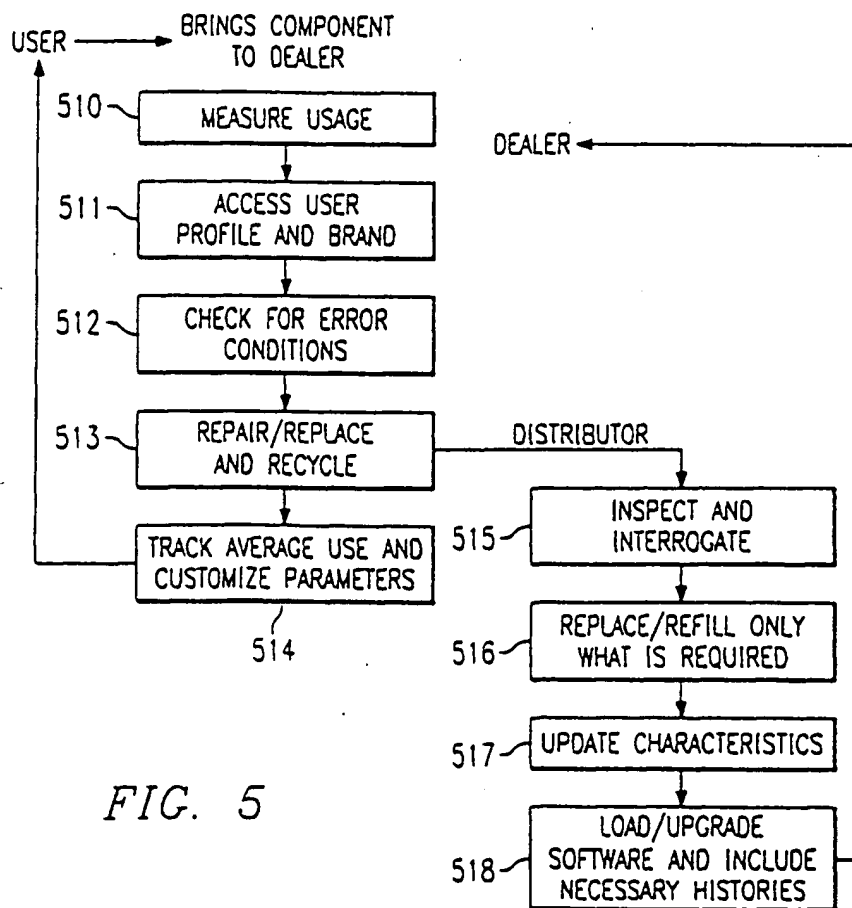 USER
BRINGS COMPONENT
TO DEALER
510
MEASURE USAGE
DEALER
511
ACCESS USER
PROFILE AND BRAND
512
CHECK FOR ERROR
CONDITIONS
513
REPAIR/REPLACE
AND RECYCLE
DISTRIBUTOR
514
TRACK AVERAGE USE AND
CUSTOMIZE PARAMETERS
515
INSPECT AND
INTERROGATE
516
REPLACE/REFILL ONLY
WHAT IS REQUIRED
517
UPDATE CHARACTERISTICS
518
LOAD/UPGRADE
SOFTWARE AND INCLUDE
NECESSARY HISTORIES
FIG. 5